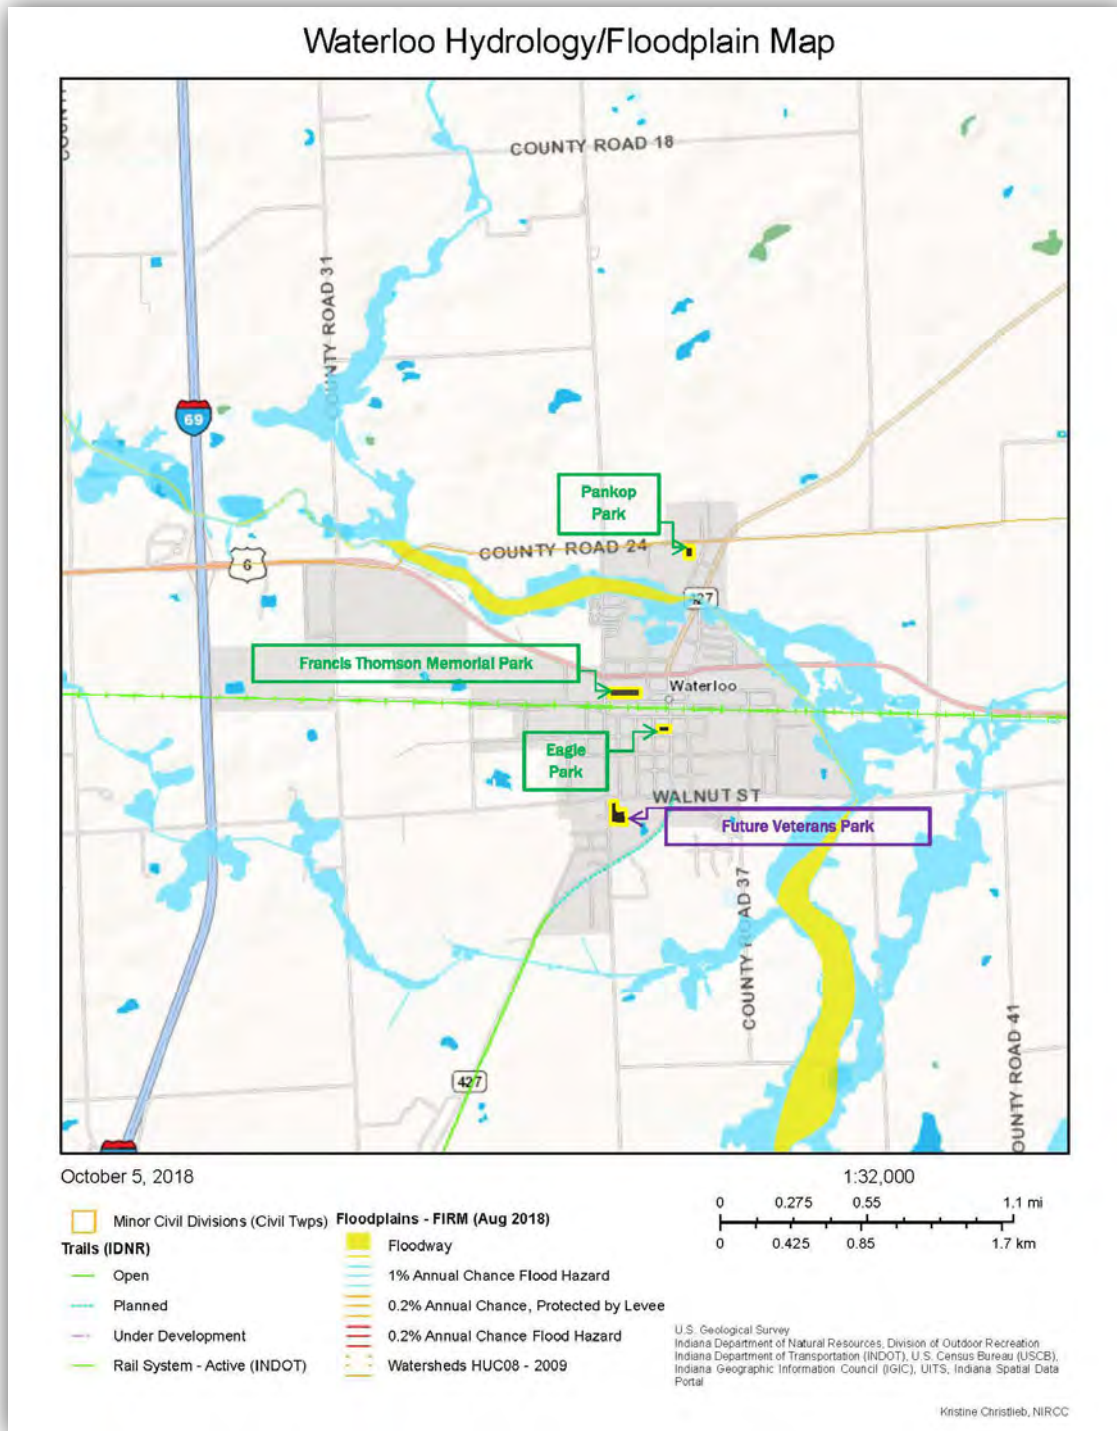 Waterloo Hydrology/Floodplain Map
COUNTY ROAD 18
COUNTY ROAD 31
69
Pankop
Park
COUNTY ROAD 24
6
Francis Thomson Memorial Park
Waterloo
Eagle
Park
WALNUT ST
Future Veterans Park
COUNTY ROAD 37
OUNTY ROAD 41
427
October 5, 2018
1:32,000
0 0.275 0.55 1.1 mi
0 0.425 0.85 1.7 km
Minor Civil Divisions (Civil Twps)
Trails (IDNR)
Open
Planned
Under Development
Rail System - Active (INDOT)
Floodplains - FIRM (Aug 2018)
Floodway
1% Annual Chance Flood Hazard
0.2% Annual Chance, Protected by Levee
0.2% Annual Chance Flood Hazard
Watersheds HUC08 - 2009
U.S. Geological Survey
Indiana Department of Natural Resources, Division of Outdoor Recreation
Indiana Department of Transportation (INDOT), U.S. Census Bureau (USCB),
Indiana Geographic Information Council (IGIC), UITS, Indiana Spatial Data
Portal
Kristine Christlieb, NIRCC